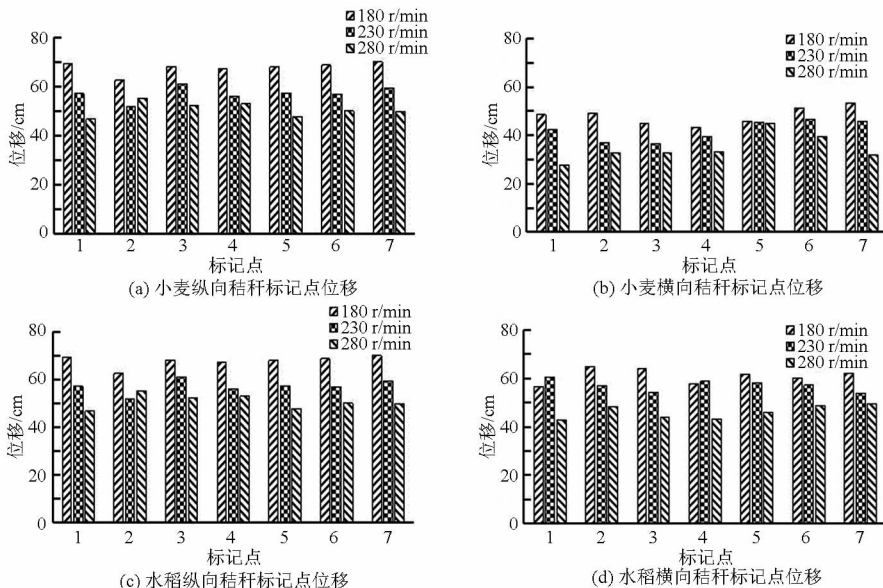 180 r/min
230 r/min
280 r/min
80
60
40
20
0
位移/cm
1 2 3 4 5 6 7
标记点
(a) 小麦纵向秸秆标记点位移
180 r/min
230 r/min
280 r/min
80
60
40
20
0
位移/cm
1 2 3 4 5 6 7
标记点
(b) 小麦横向秸秆标记点位移
180 r/min
230 r/min
280 r/min
80
60
40
20
0
位移/cm
1 2 3 4 5 6 7
标记点
(c) 水稻纵向秸秆标记点位移
180 r/min
230 r/min
280 r/min
80
60
40
20
0
位移/cm
1 2 3 4 5 6 7
标记点
(d) 水稻横向秸秆标记点位移